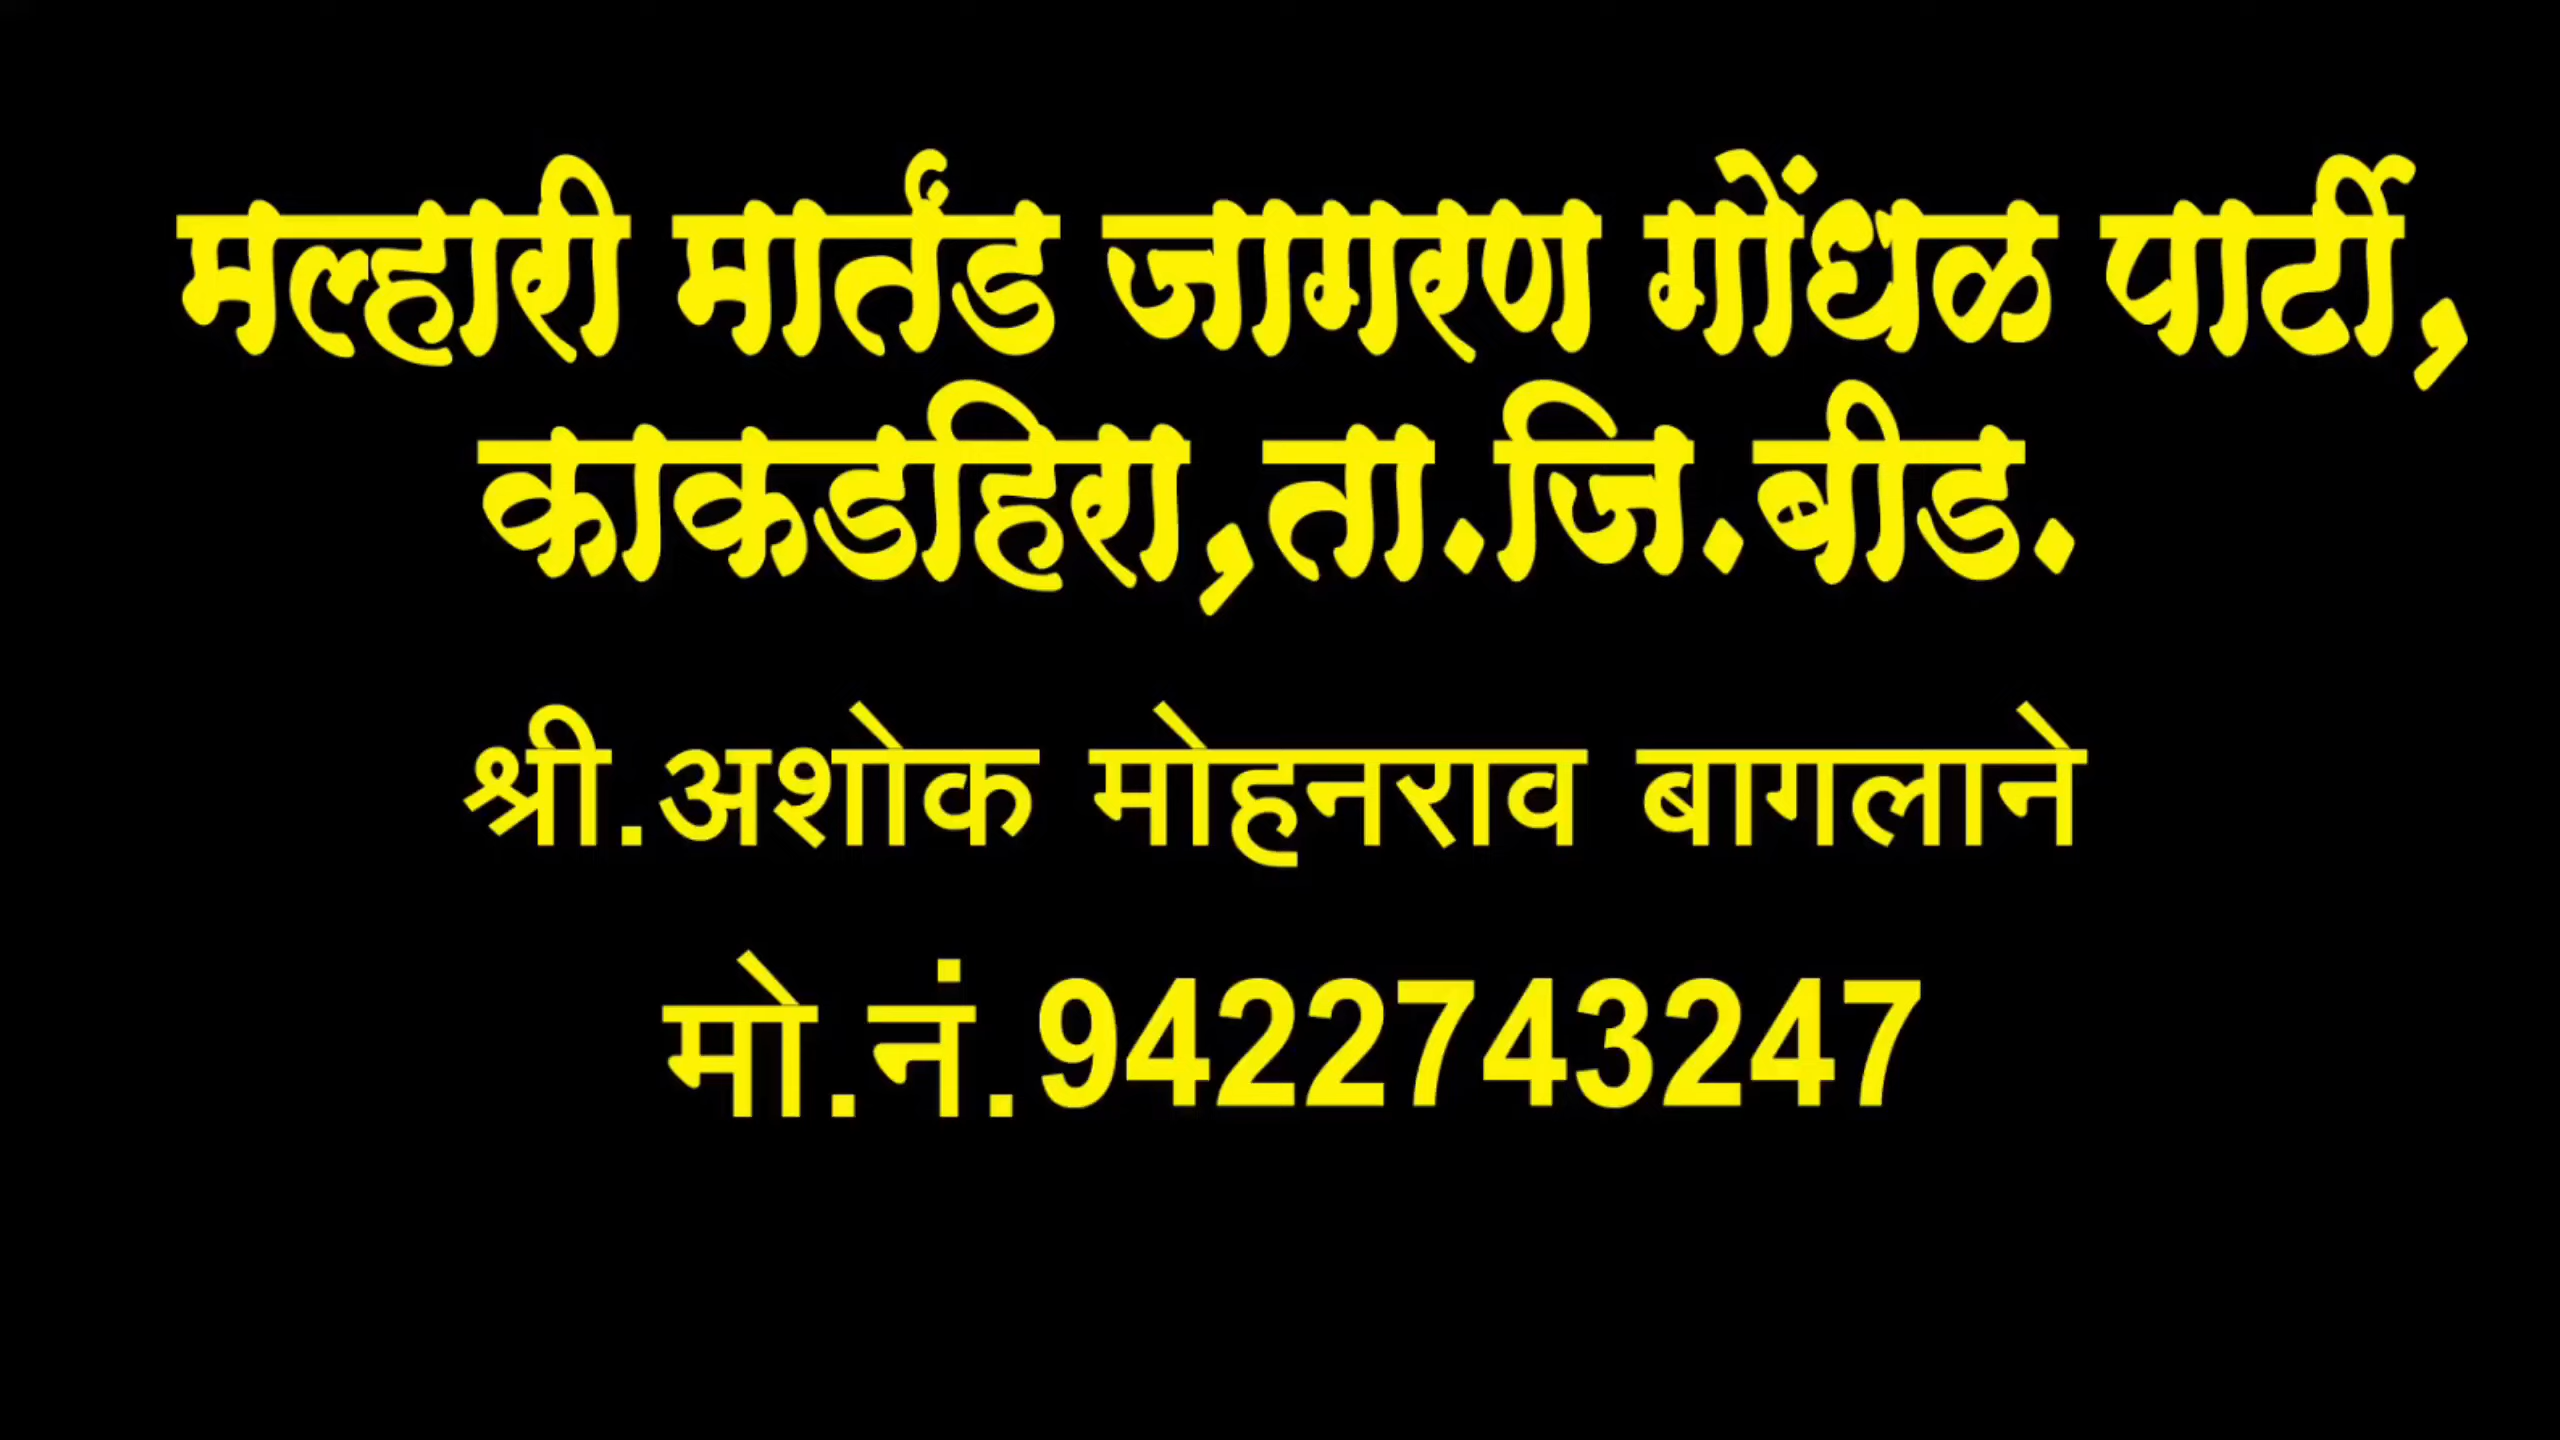 मल्हारी मार्तंड जागरण गोंधळ पार्टी,
काकडहिरा,ता.जि.बीड.
श्री.अशोक मोहनराव बागलाने
मो.नं.9422743247